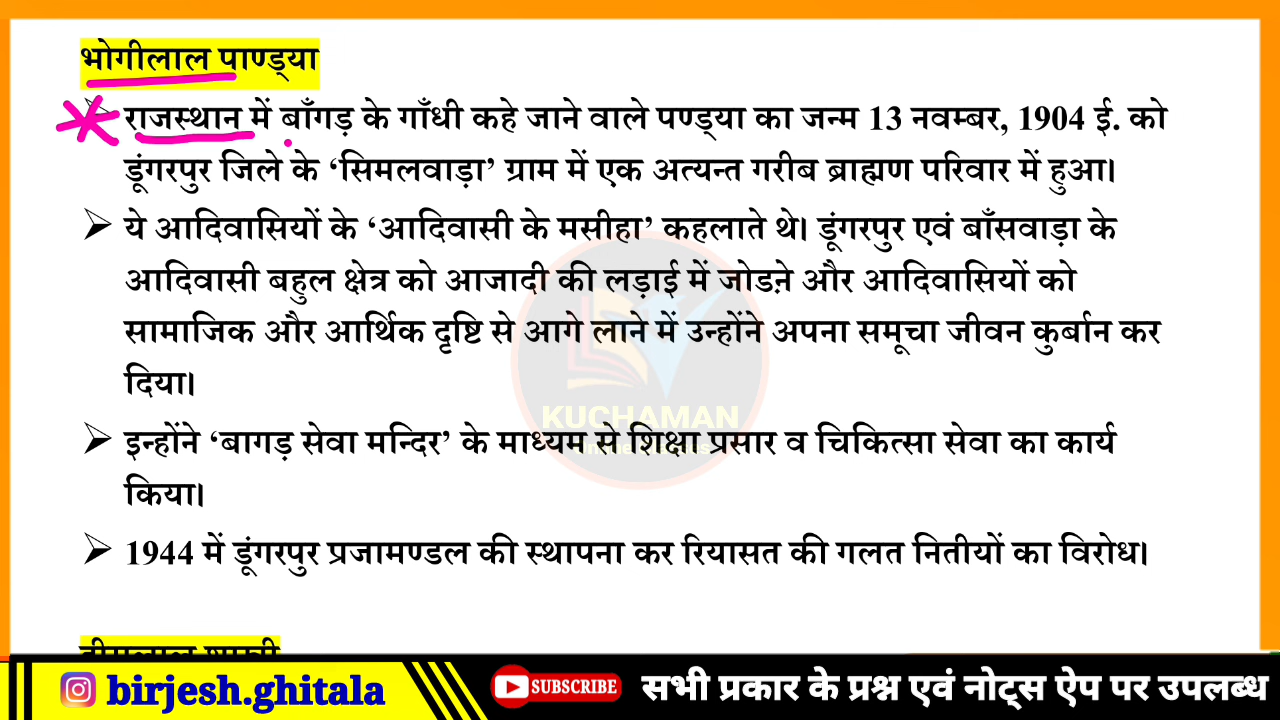 भोगीलाल पाण्ड्या
राजस्थान में बाँगड़ के गाँधी कहे जाने वाले पण्ड्या का जन्म 13 नवम्बर, 1904 ई. को
डूंगरपुर जिले के ‘सिमलवाड़ा’ ग्राम में एक अत्यन्त गरीब ब्राह्मण परिवार में हुआ।
ये आदिवासियों के ‘आदिवासी के मसीहा’ कहलाते थे। डूंगरपुर एवं बाँसवाड़ा के
आदिवासी बहुल क्षेत्र को आजादी की लड़ाई में जोडऩे और आदिवासियों को
सामाजिक और आर्थिक दृष्टि से आगे लाने में उन्होंने अपना समूचा जीवन कुर्बान कर
दिया।
इन्होंने ‘बागड़ सेवा मन्दिर’ के माध्यम से शिक्षा प्रसार व चिकित्सा सेवा का कार्य
किया।
1944 में डूंगरपुर प्रजामण्डल की स्थापना कर रियासत की गलत नितीयों का विरोध।
KUCHAMAN
birjesh.ghitala
SUBSCRIBE
सभी प्रकार के प्रश्न एवं नोट्स ऐप पर उपलब्ध